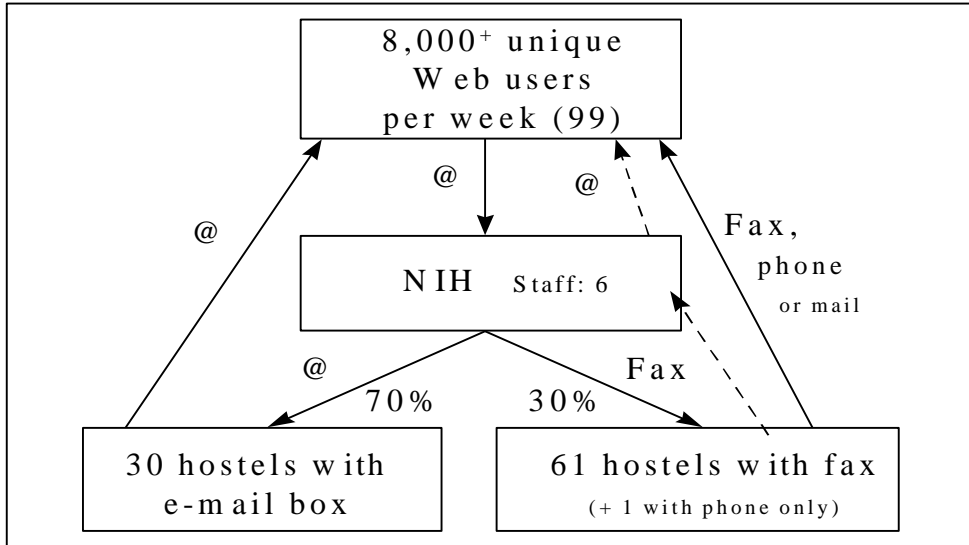 8,000+ unique
Web users
per week (99)
@
@
@
Fax,
phone
or mail
NIH Staff: 6
@
Fax
70%
30%
30 hostels with
e-mail box
61 hostels with fax
(+ 1 with phone only)